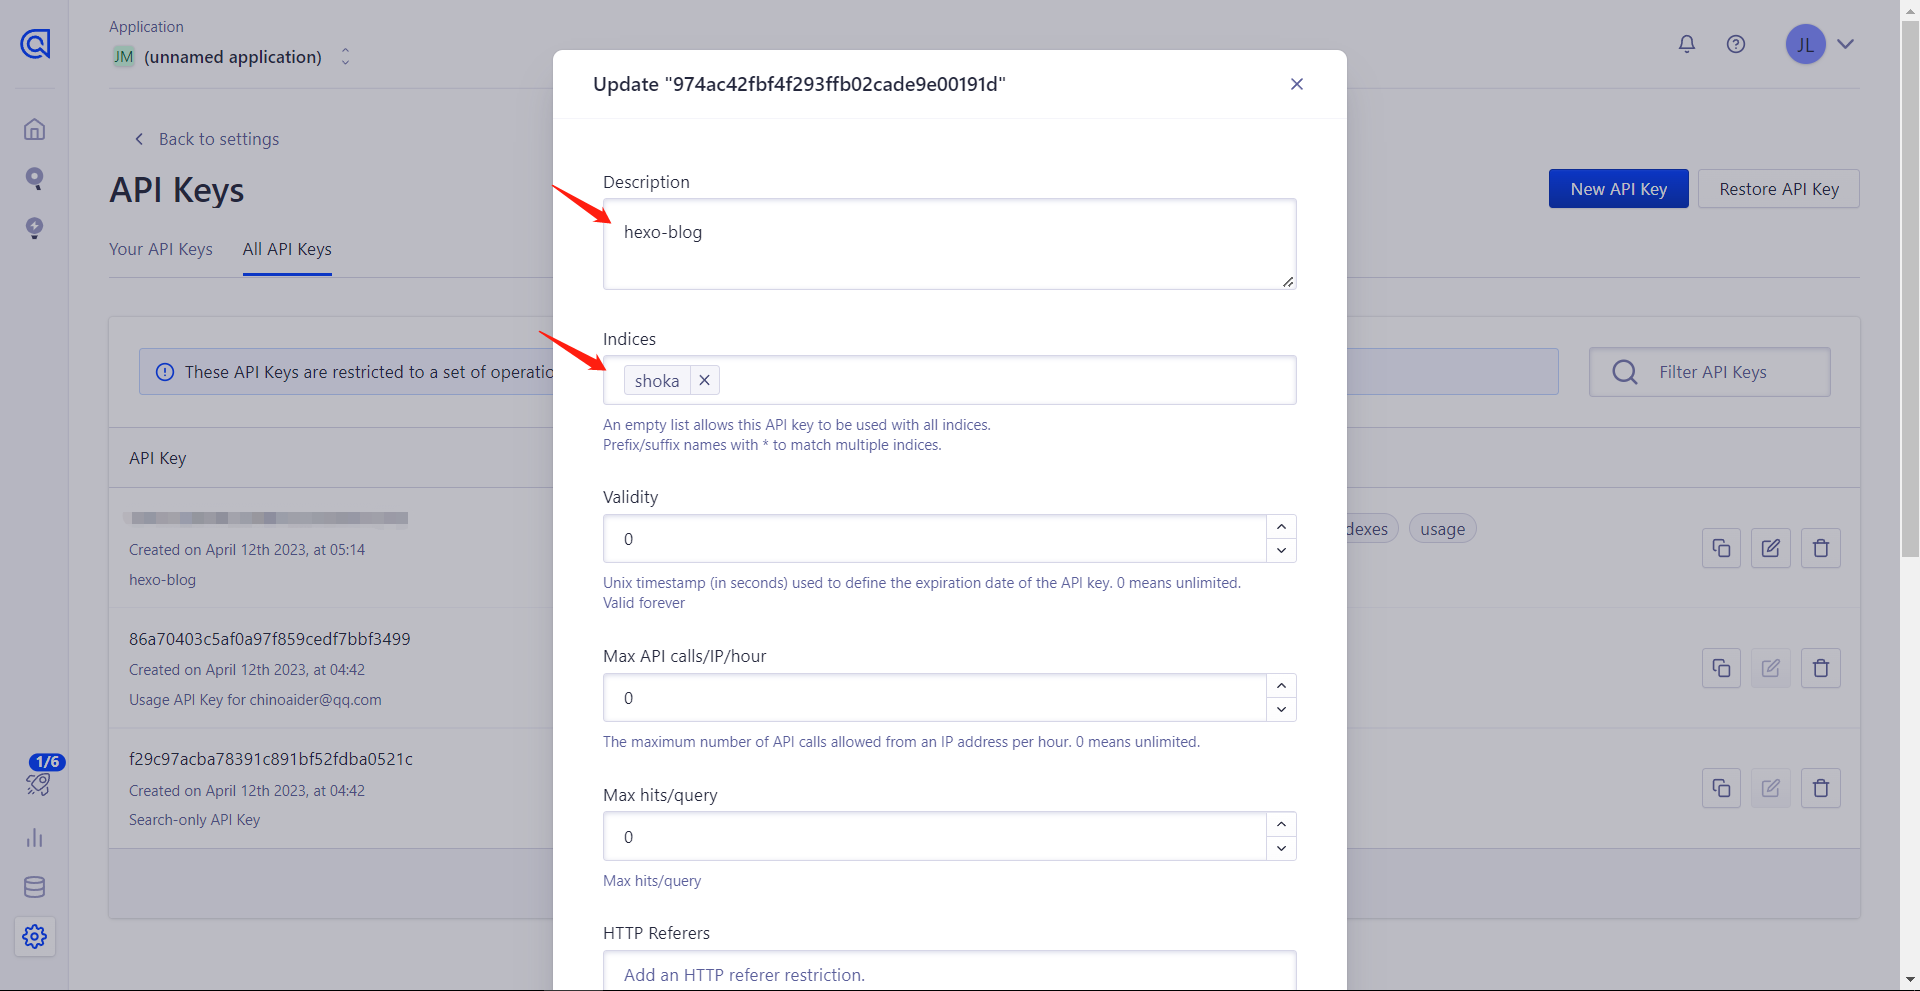 Application
JM (unnamed application)
JL
Back to settings
API Keys
New API Key
Restore API Key
Your API Keys
All API Keys
These API Keys are restricted to a set of operatio
Filter API Keys
API Key
Created on April 12th 2023, at 05:14
hexo-blog
dexes
usage
86a70403c5af0a97f859cedf7bbf3499
Created on April 12th 2023, at 04:42
Usage API Key for chinoaider@qq.com
f29c97acba78391c891bf52fdba0521c
Created on April 12th 2023, at 04:42
Search-only API Key
1/6
Update "974ac42fbf4f293ffb02cade9e00191d"
Description
hexo-blog
Indices
shoka
An empty list allows this API key to be used with all indices.
Prefix/suffix names with * to match multiple indices.
Validity
0
Unix timestamp (in seconds) used to define the expiration date of the API key. 0 means unlimited.
Valid forever
Max API calls/IP/hour
0
The maximum number of API calls allowed from an IP address per hour. 0 means unlimited.
Max hits/query
0
Max hits/query
HTTP Referers
Add an HTTP referer restriction.